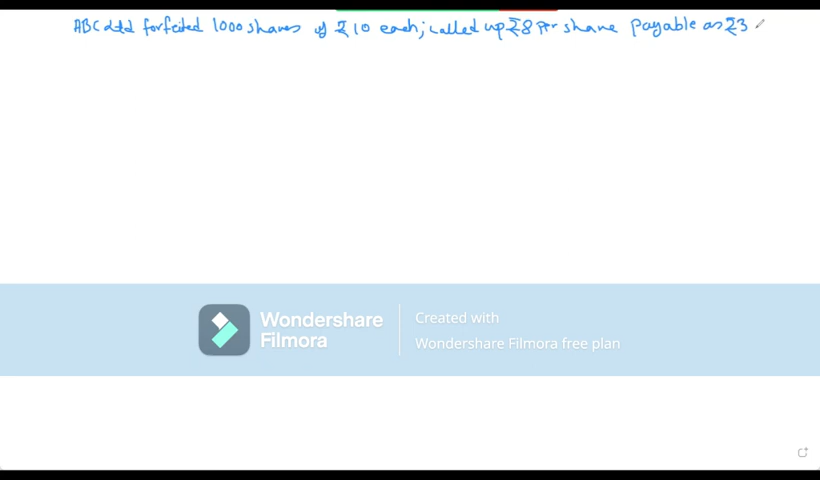 ABC Ltd forfeited 1000 shares of ₹10 each; called up ₹8 per share payable as ₹3
Wondershare Filmora
Created with
Wondershare Filmora free plan